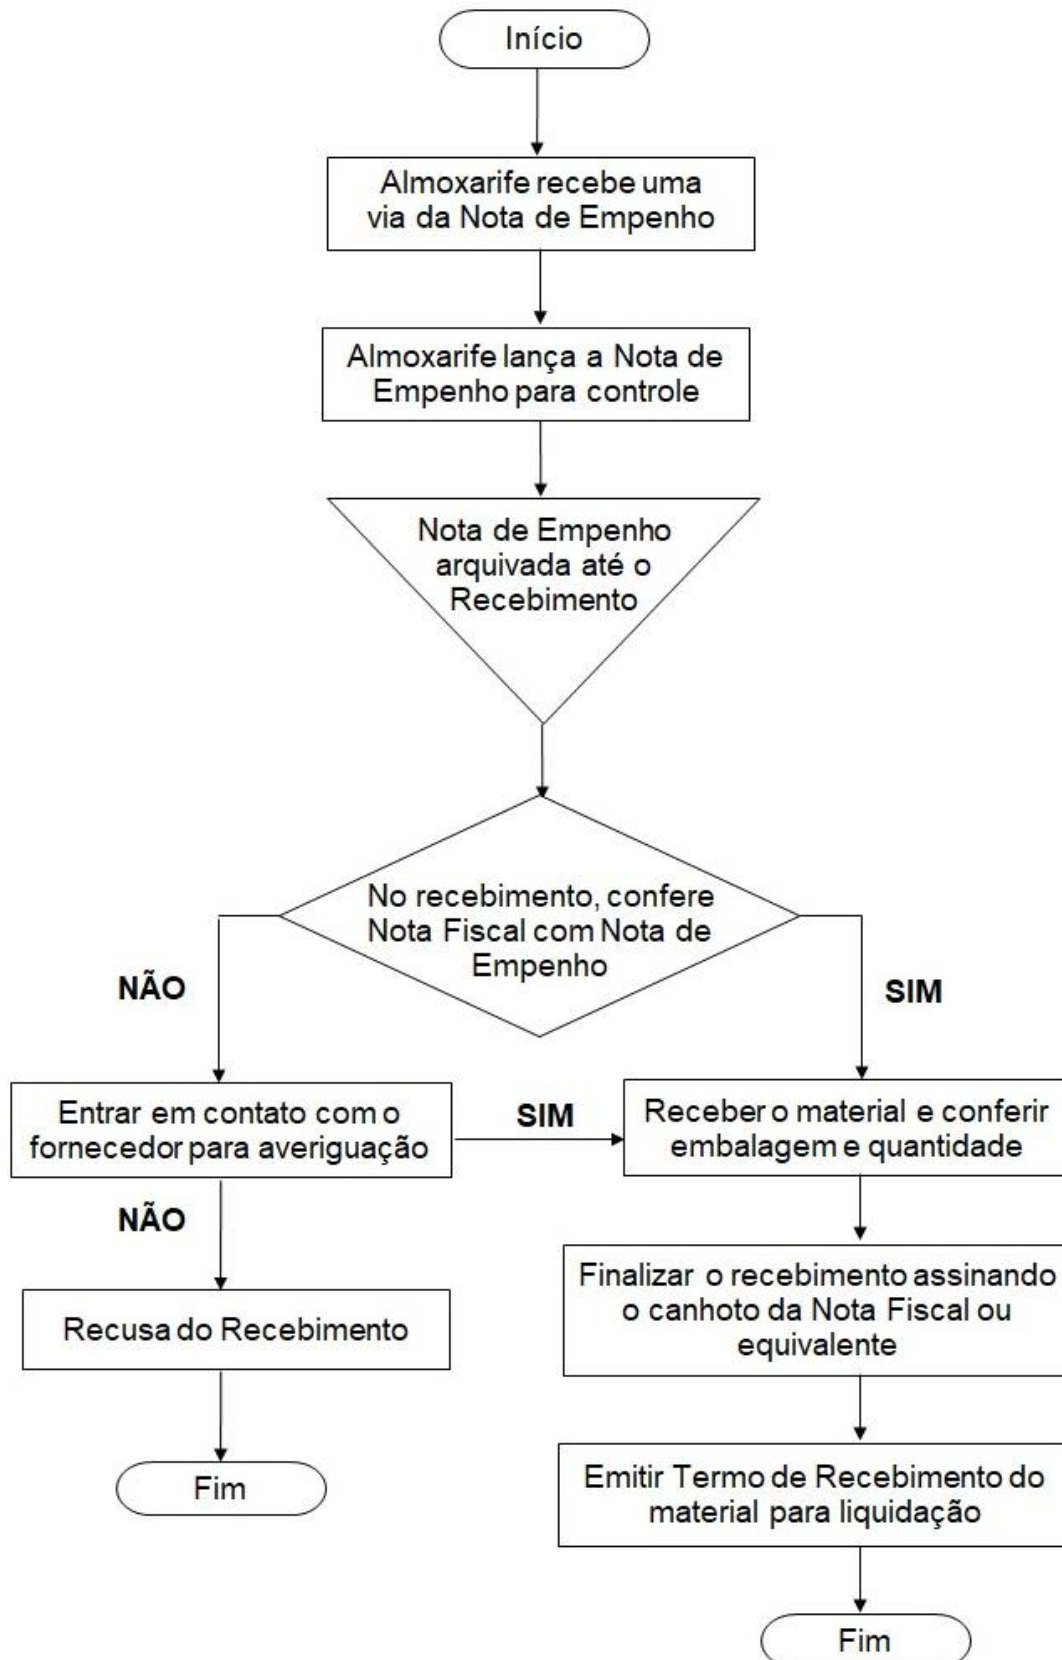 Início
Almoxarife recebe uma
via da Nota de Empenho
Almoxarife lança a Nota de
Empenho para controle
Nota de Empenho
arquivada até o
Recebimento
No recebimento, confere
Nota Fiscal com Nota de
Empenho
NÃO
SIM
Entrar em contato com o
fornecedor para averiguação
SIM
Receber o material e conferir
embalagem e quantidade
NÃO
Finalizar o recebimento assinando
o canhoto da Nota Fiscal ou
equivalente
Recusa do Recebimento
Emitir Termo de Recebimento do
material para liquidação
Fim
Fim